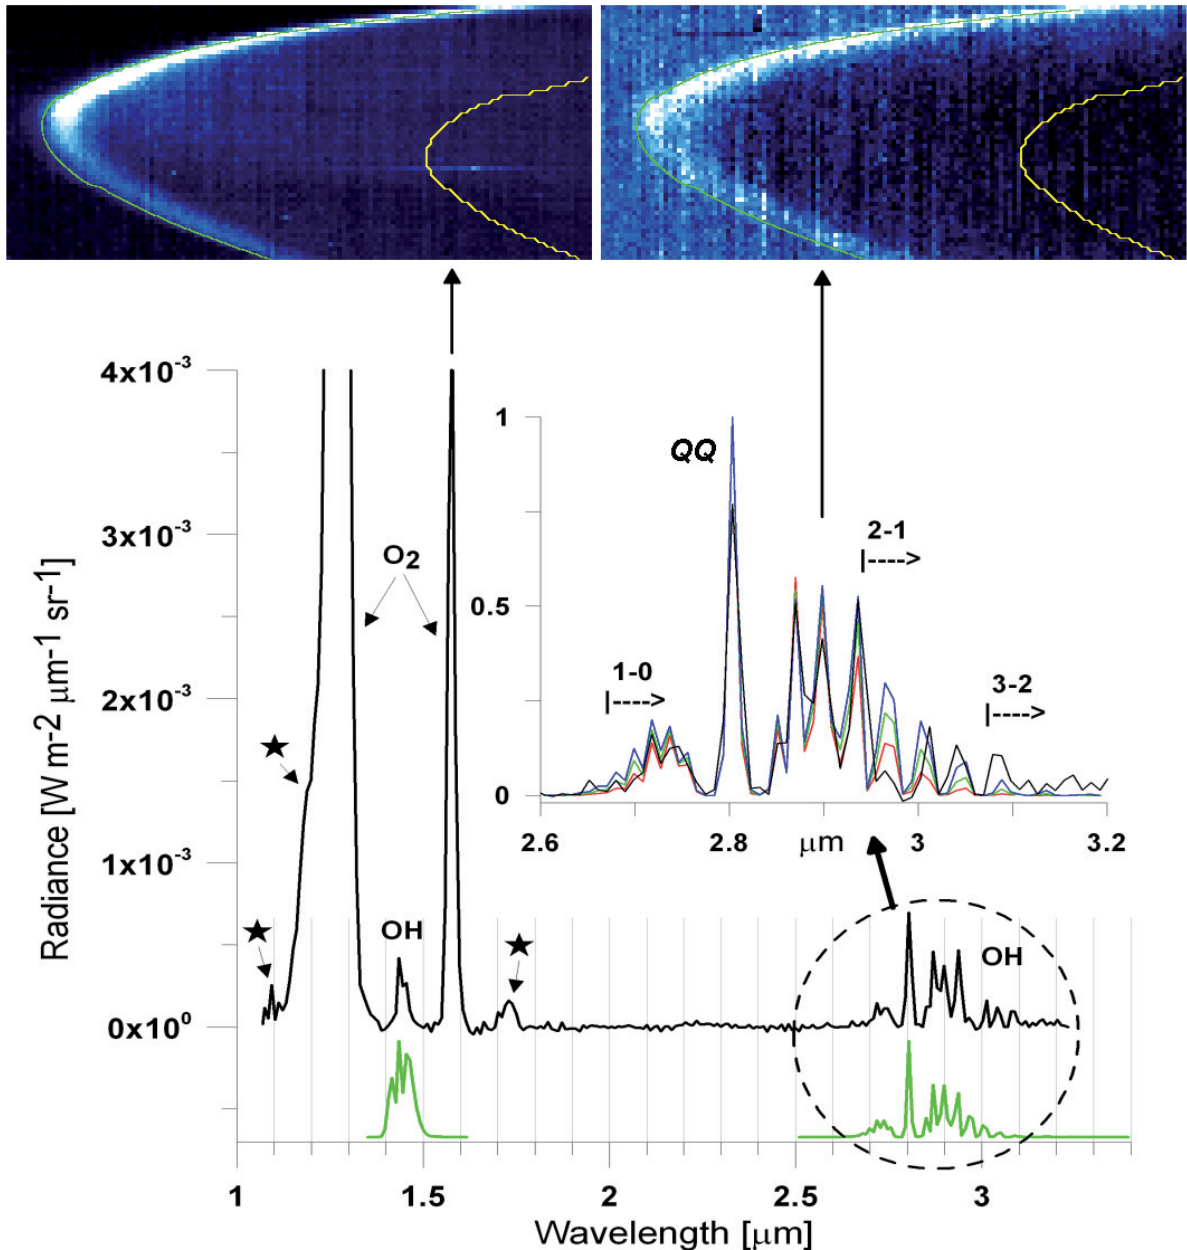 4x10-3
3x10-3
2x10-3
1x10-3
0x100
Radiance [W m-2 μm-1 sr-1]
O2
OH
OH
1
0.5
0
QQ
1-0
|---->
2-1
|---->
3-2
|---->
2.6
2.8
μm
3
3.2
1
1.5
2
2.5
3
Wavelength [μm]